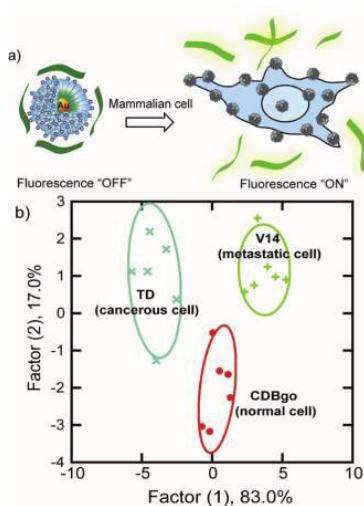 a)
Au
Mammalian cell
Fluorescence "OFF"
Fluorescence "ON"
b)
3
2
1
0
-1
-2
-3
-4
Factor (2), 17.0%
V14
(metastatic cell)
TD
(cancerous cell)
CDBgo
(normal cell)
-10
-5
0
5
10
Factor (1), 83.0%